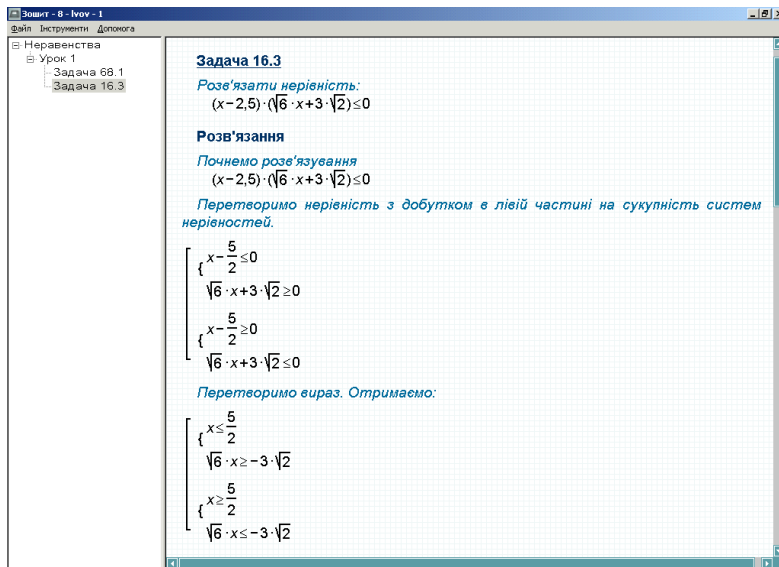 Зошит - 8 - lvov - 1
Файл Інструменти Допомога
Неравенства
Урок 1
Задача 68.1
Задача 16.3
Задача 16.3
Розв'язати нерівність:
(x−2,5)·(√6·x+3·√2)≤0
Розв'язання
Почнемо розв'язування
(x−2,5)·(√6·x+3·√2)≤0
Перетворимо нерівність з добутком в лівій частині на сукупність систем
нерівностей.
x−5/2≤0
√6·x+3·√2≥0
x−5/2≥0
√6·x+3·√2≤0
Перетворимо вираз. Отримаємо:
x≤5/2
√6·x≥−3·√2
x≥5/2
√6·x≤−3·√2